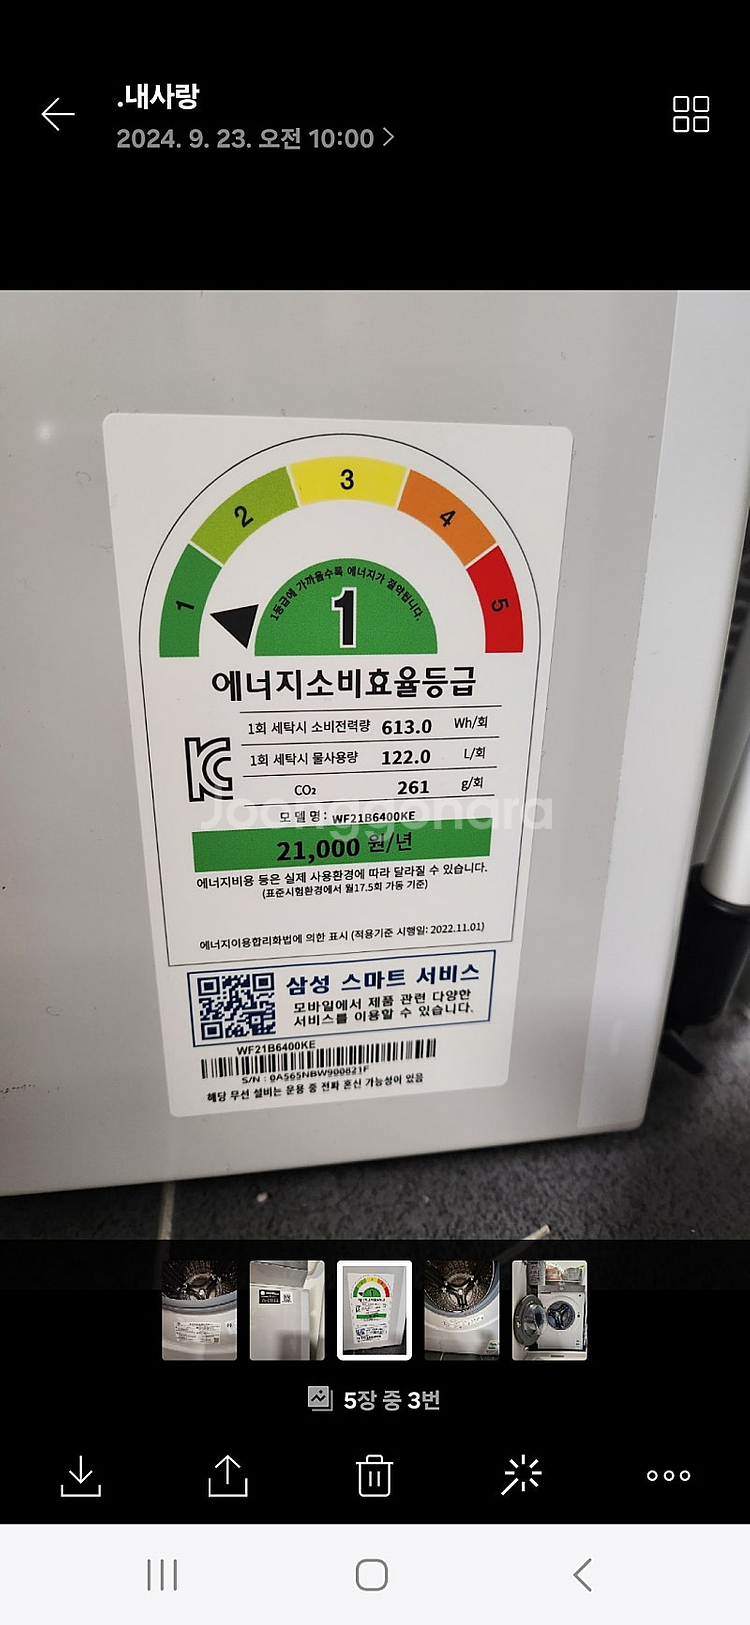 .내사랑
2024. 9. 23. 오전 10:00
1
2
3
4
5
1등급에 가까울수록 에너지가 절약됩니다.
1
에너지소비효율등급
1회 세탁시 소비전력량 613.0 Wh/회
1회 세탁시 물사용량 122.0 L/회
CO₂ 261 g/회
모델명: WF21B6400KE
Joonggonara
21,000 원/년
에너지비용 등은 실제 사용환경에 따라 달라질 수 있습니다.
(표준시험환경에서 월17.5회 가동 기준)
에너지이용합리화법에 의한 표시 (적용기준 시행일: 2022.11.01)
삼성 스마트 서비스
모바일에서 제품 관련 다양한
서비스를 이용할 수 있습니다.
WF21B6400KE
S/N : 0A565NBW900821F
해당 무선 설비는 운용 중 전파 혼신 가능성이 있음
5장 중 3번